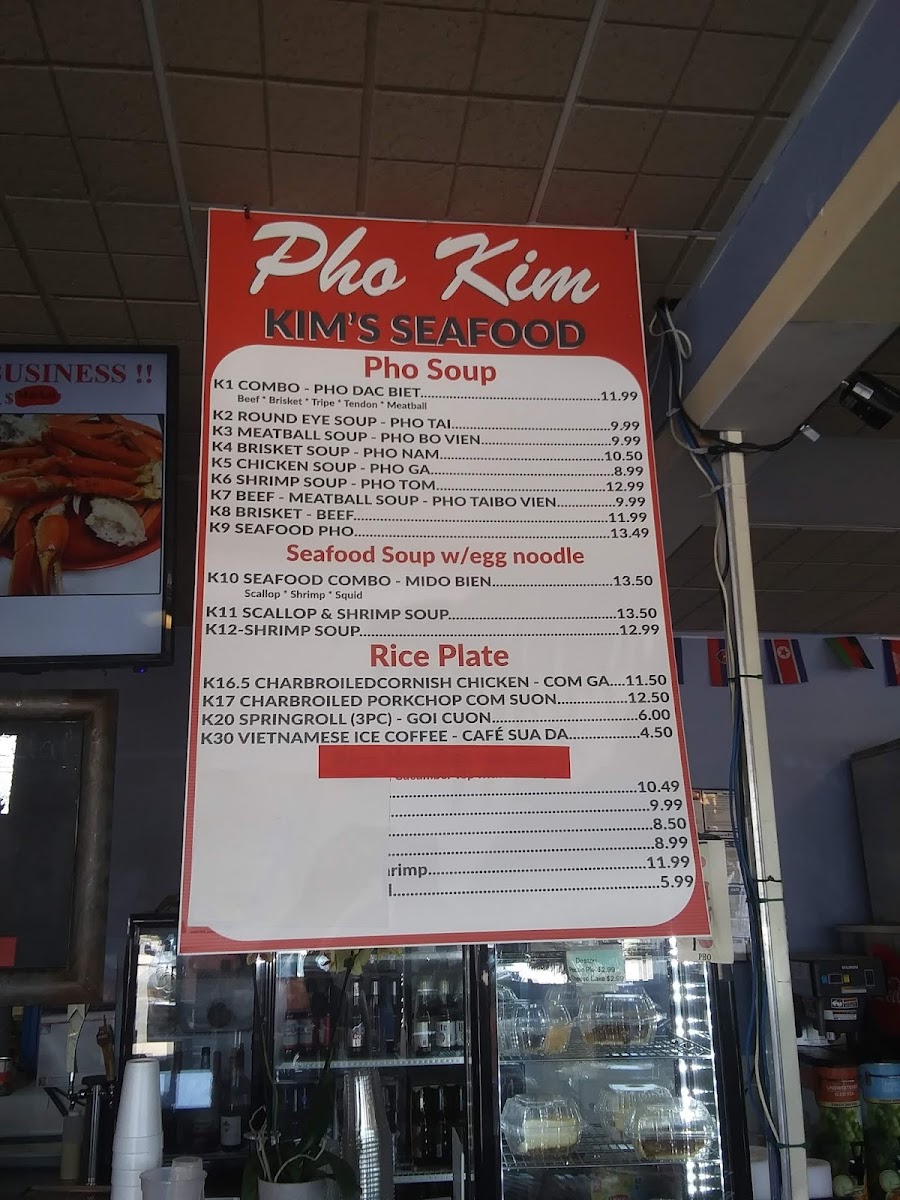 Pho Kim
KIM'S SEAFOOD
Pho Soup
K1 COMBO - PHO DAC BIET...11.99
Beef * Brisket * Tripe * Tendon * Meatball
K2 ROUND EYE SOUP - PHO TAI...9.99
K3 MEATBALL SOUP - PHO BO VIEN...9.99
K4 BRISKET SOUP - PHO NAM...10.50
K5 CHICKEN SOUP - PHO GA...8.99
K6 SHRIMP SOUP - PHO TOM...12.99
K7 BEEF - MEATBALL SOUP - PHO TAIBO VIEN...9.99
K8 BRISKET - BEEF...11.99
K9 SEAFOOD PHO...13.49
Seafood Soup w/egg noodle
K10 SEAFOOD COMBO - MIDO BIEN...13.50
Scallop * Shrimp * Squid
K11 SCALLOP & SHRIMP SOUP...13.50
K12-SHRIMP SOUP...12.99
Rice Plate
K16.5 CHARBROILEDCORNISH CHICKEN - COM GA....11.50
K17 CHARBROILED PORKCHOP COM SUON...12.50
K20 SPRINGROLL (3PC) - GOI CUON...6.00
K30 VIETNAMESE ICE COFFEE - CAFÉ SUA DA...4.50
...10.49
...9.99
...8.50
...8.99
rimp...11.99
...5.99
BUSINESS !!
$
PHO
$2.99